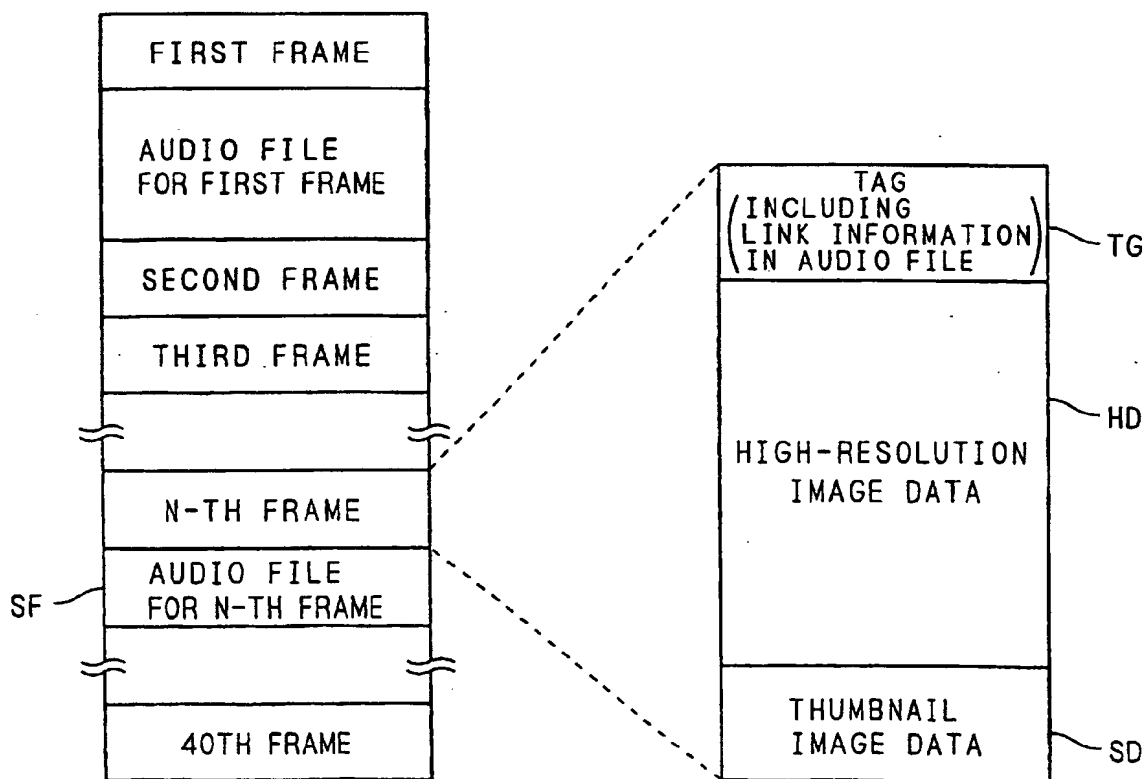 FIRST FRAME
AUDIO FILE
FOR FIRST FRAME
SECOND FRAME
THIRD FRAME
N-TH FRAME
AUDIO FILE
FOR N-TH FRAME
SF
40TH FRAME
TAG
(INCLUDING
LINK INFORMATION
IN AUDIO FILE)
TG
HIGH-RESOLUTION
IMAGE DATA
HD
THUMBNAIL
IMAGE DATA
SD